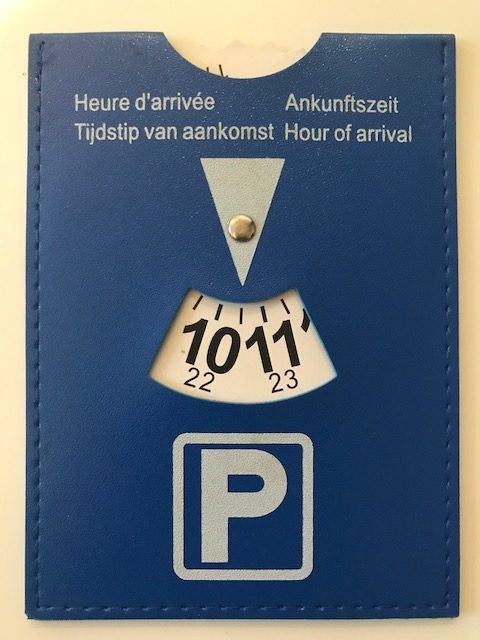 Heure d'arrivée Ankunftszeit
Tijdstip van aankomst Hour of arrival
10 11
22 23
P